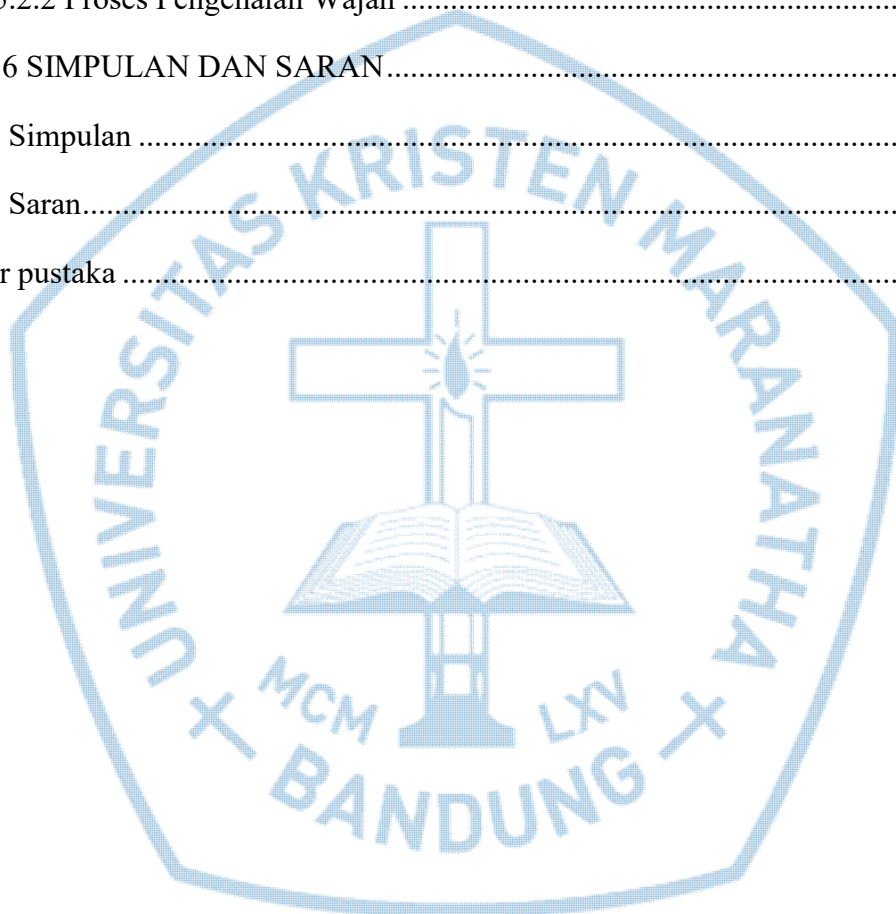 .2.2 Proses Pengenalan Wajah ........................................................
6 SIMPULAN DAN SARAN................................................................
Simpulan ................................................................................................
Saran......................................................................................................
r pustaka .................................................................................................
UNIVERSITAS KRISTEN MARANATHA
MCM LXV
BANDUNG